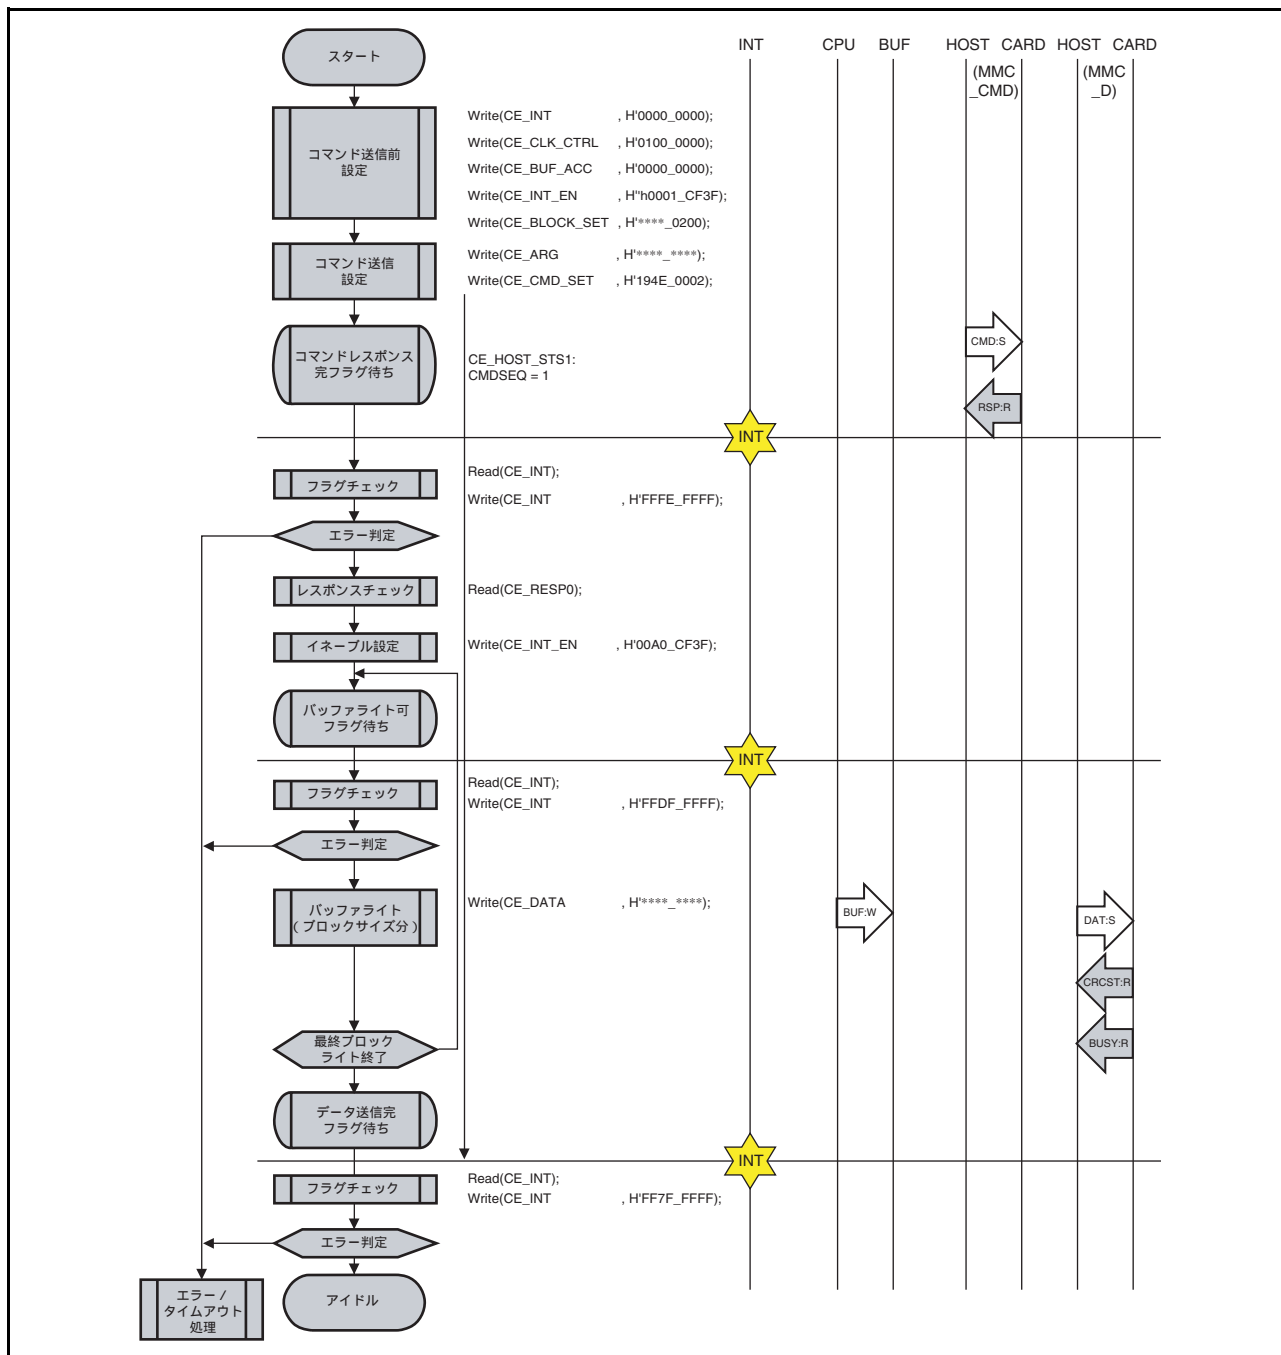 スタート
INT
CPU
BUF
HOST
CARD
HOST
CARD
(MMC
_CMD)
(MMC
_D)
コマンド送信前
設定
Write(CE_INT , H'0000_0000);
Write(CE_CLK_CTRL , H'0100_0000);
Write(CE_BUF_ACC , H'0000_0000);
Write(CE_INT_EN , H''h0001_CF3F);
Write(CE_BLOCK_SET , H'****_0200);
コマンド送信
設定
Write(CE_ARG , H'****_****);
Write(CE_CMD_SET , H'194E_0002);
コマンドレスポンス
完フラグ待ち
CE_HOST_STS1:
CMDSEQ = 1
CMD:S
RSP:R
INT
フラグチェック
Read(CE_INT);
Write(CE_INT , H'FFFE_FFFF);
エラー判定
レスポンスチェック
Read(CE_RESP0);
イネーブル設定
Write(CE_INT_EN , H'00A0_CF3F);
バッファライト可
フラグ待ち
INT
フラグチェック
Read(CE_INT);
Write(CE_INT , H'FFDF_FFFF);
エラー判定
バッファライト
(ブロックサイズ分)
Write(CE_DATA , H'****_****);
BUF:W
DAT:S
CRCST:R
BUSY:R
最終ブロック
ライト終了
データ送信完
フラグ待ち
INT
フラグチェック
Read(CE_INT);
Write(CE_INT , H'FF7F_FFFF);
エラー判定
エラー/
タイムアウト
処理
アイドル